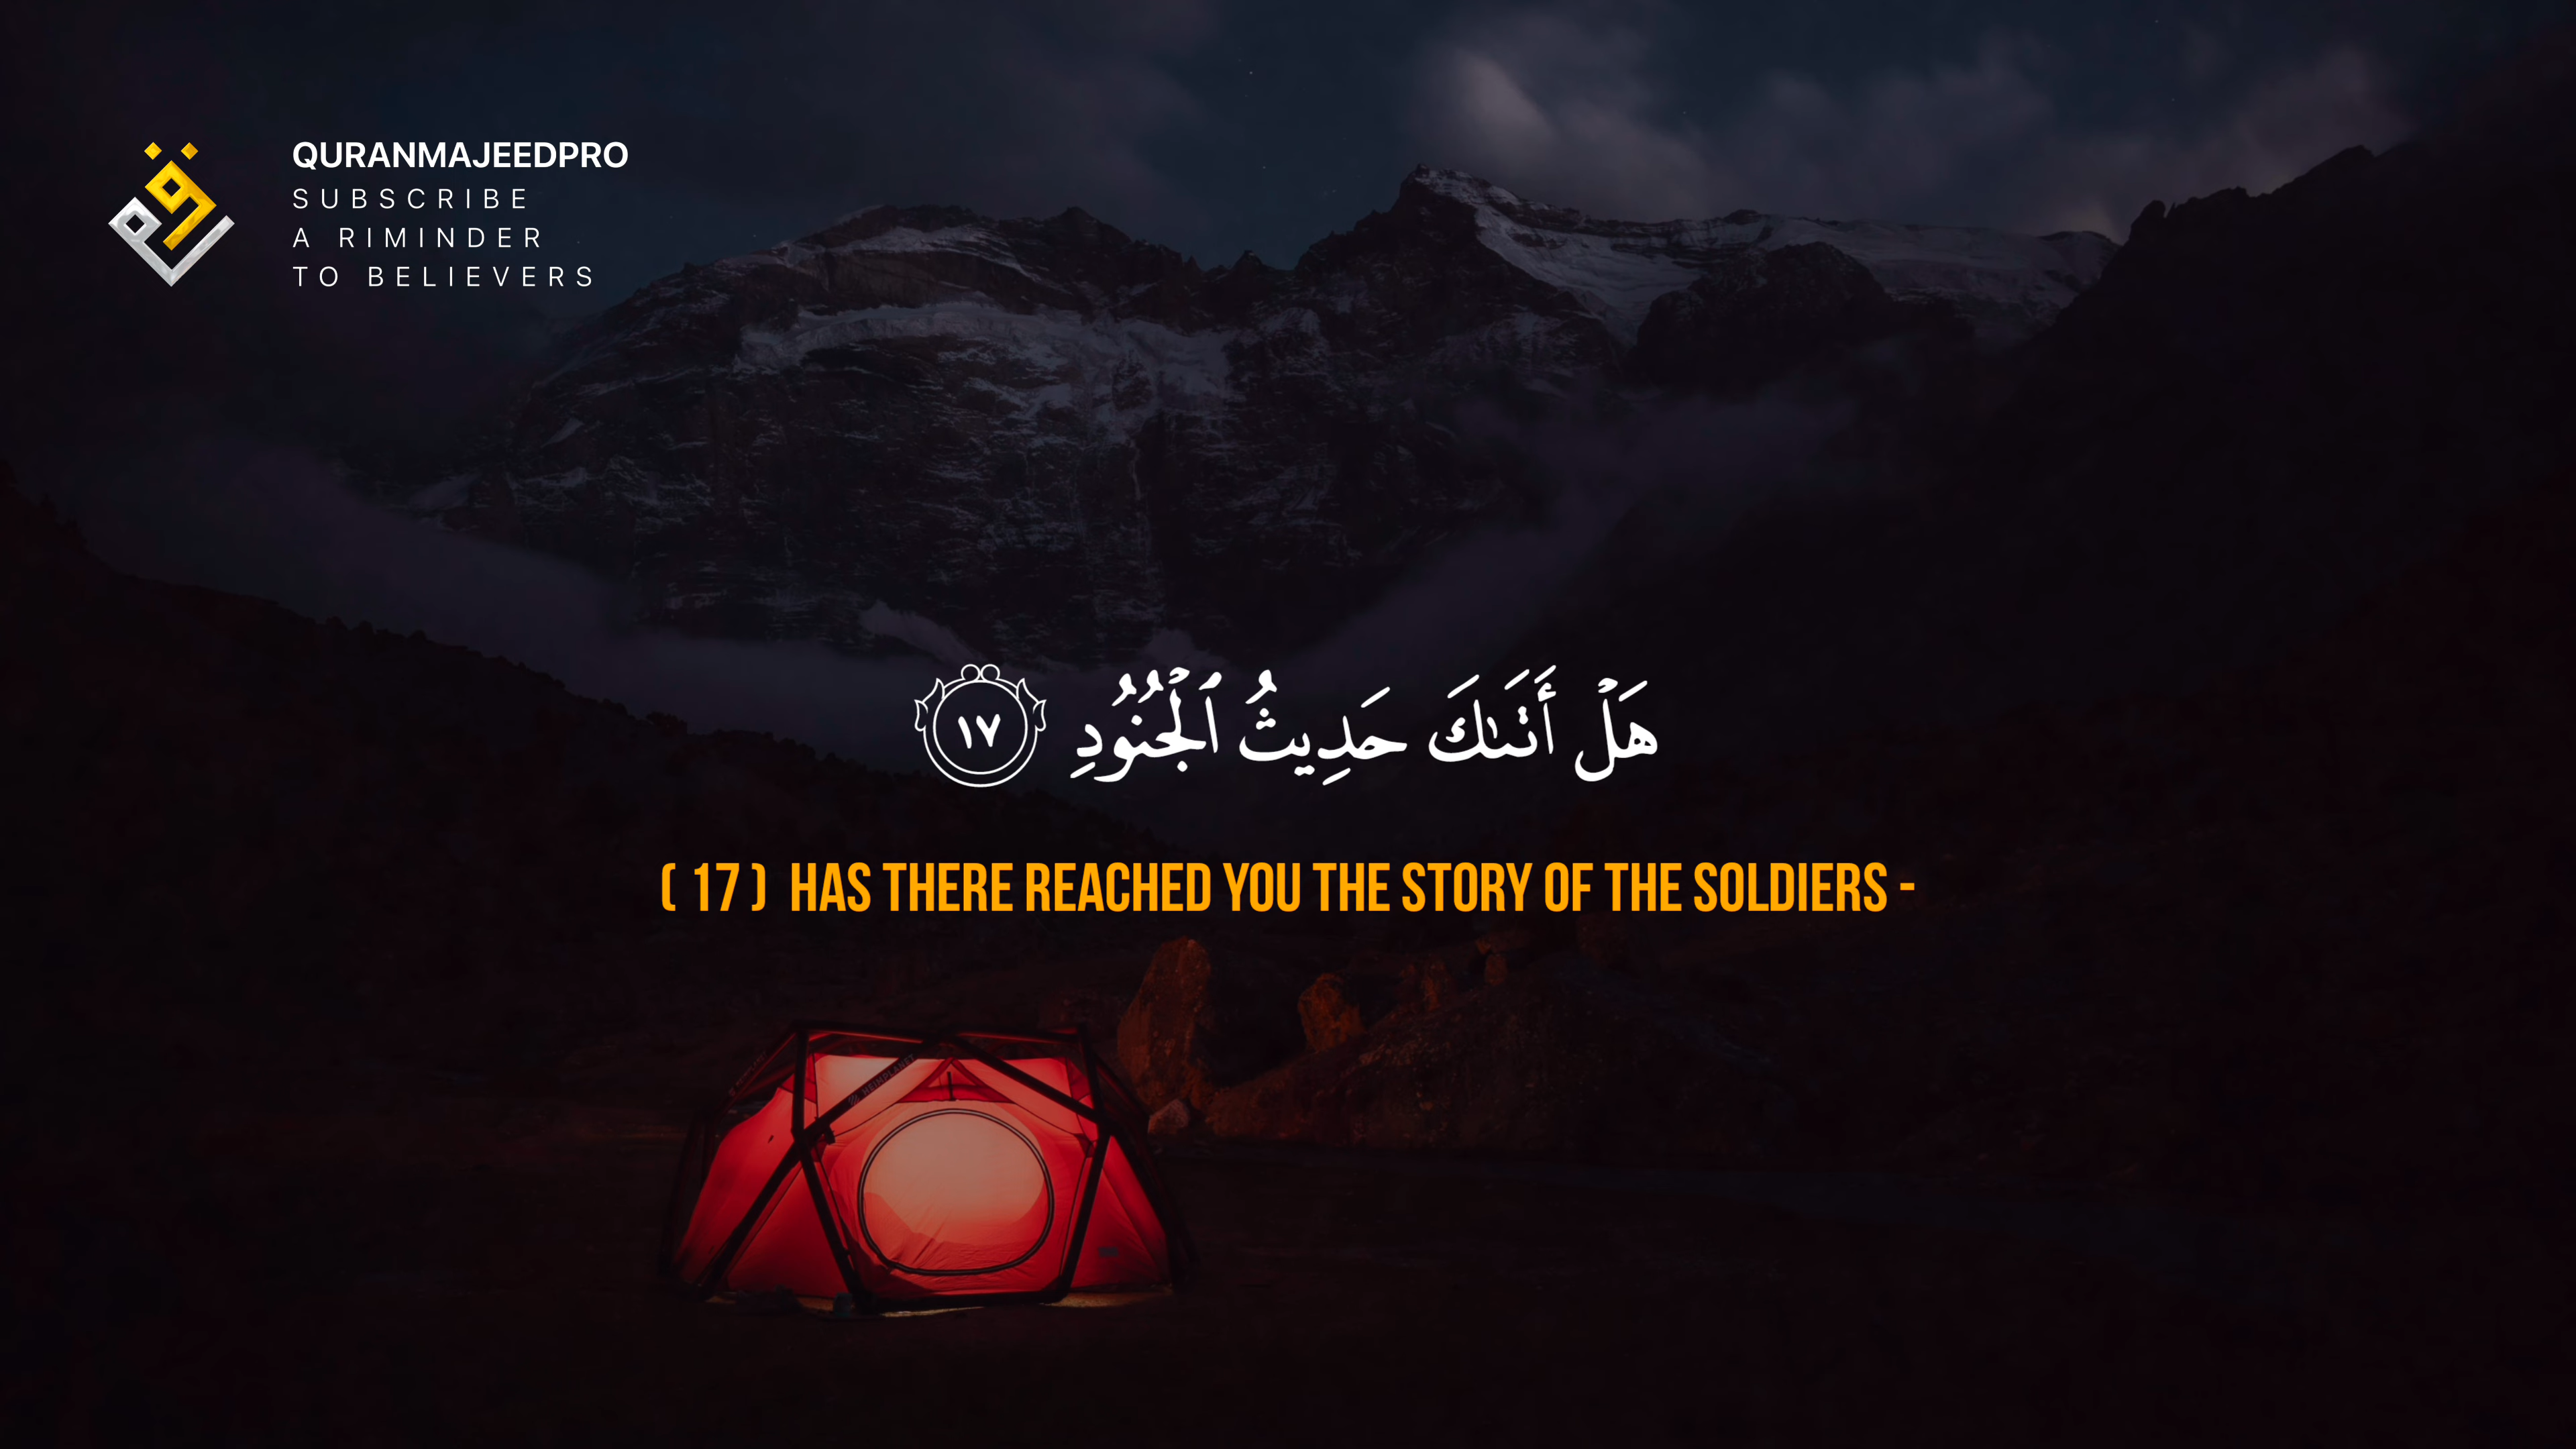 QURANMAJEEDPRO
SUBSCRIBE
A RIMINDER
TO BELIEVERS
هَلۡ أَتَىٰكَ حَدِيثُ ٱلۡجُنُودِ ١٧
( 17 ) HAS THERE REACHED YOU THE STORY OF THE SOLDIERS -
HEIMPLANET